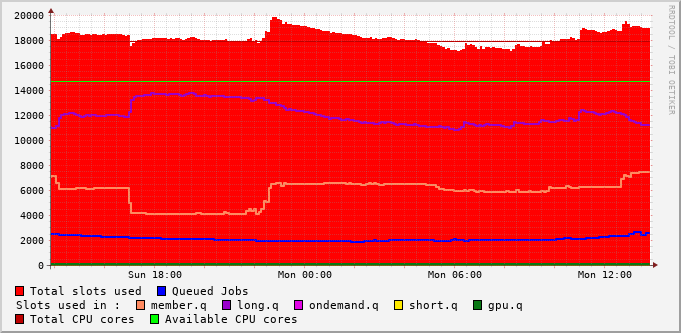 20000
18000
16000
14000
12000
10000
8000
6000
4000
2000
0
Sun 18:00 Mon 00:00 Mon 06:00 Mon 12:00
RRDTOOL / TOBI OETIKER
Total slots used Queued Jobs
Slots used in : member.q long.q ondemand.q short.q gpu.q
Total CPU cores Available CPU cores